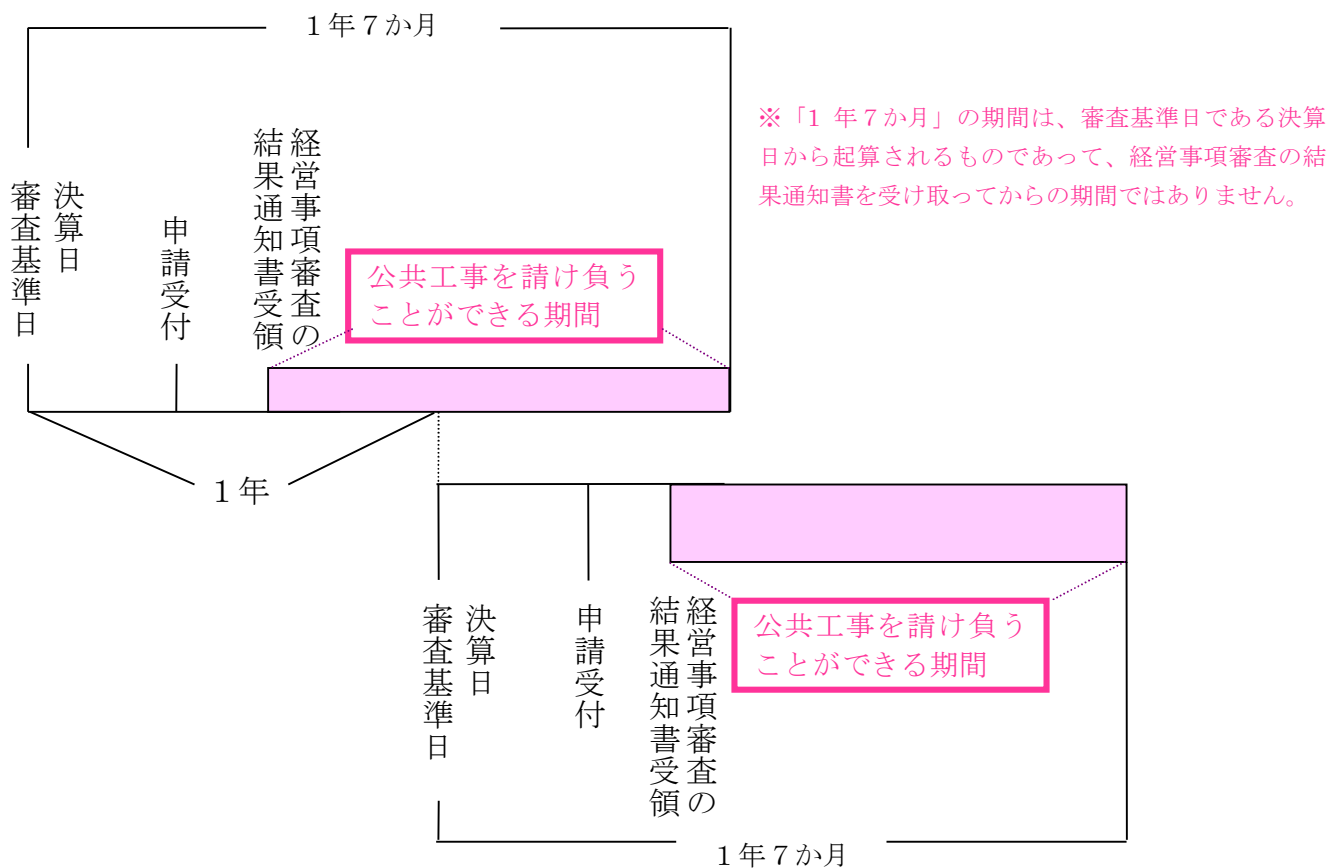 １年７か月
※「1 年７か月」の期間は、審査基準日である決算
日から起算されるものであって、経営事項審査の結
果通知書を受け取ってからの期間ではありません。
決算日
審査基準日
申請受付
経営事項審査の
結果通知書受領
公共工事を請け負う
ことができる期間
１年
決算日
審査基準日
申請受付
経営事項審査の
結果通知書受領
公共工事を請け負う
ことができる期間
１年７か月